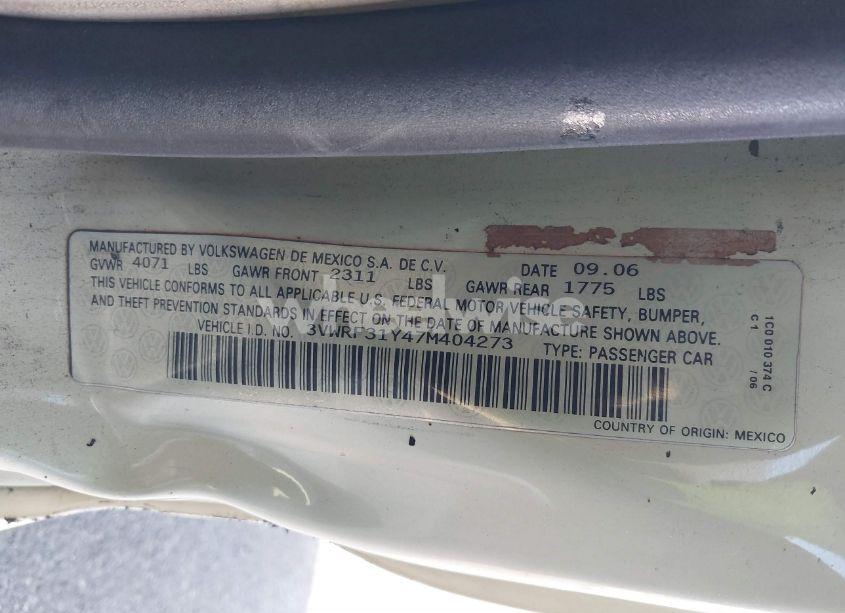 MANUFACTURED BY VOLKSWAGEN DE MEXICO S.A. DE C.V. DATE 09.06
GVWR 4071 LBS GAWR FRONT 2311 LBS GAWR REAR 1775 LBS
THIS VEHICLE CONFORMS TO ALL APPLICABLE U.S. FEDERAL MOTOR VEHICLE SAFETY, BUMPER,
AND THEFT PREVENTION STANDARDS IN EFFECT ON THE DATE OF MANUFACTURE SHOWN ABOVE.
VEHICLE I.D. NO. 3VWRF31Y47M404273 TYPE: PASSENGER CAR
COUNTRY OF ORIGIN: MEXICO
1C0 010 374 C
C1 /06